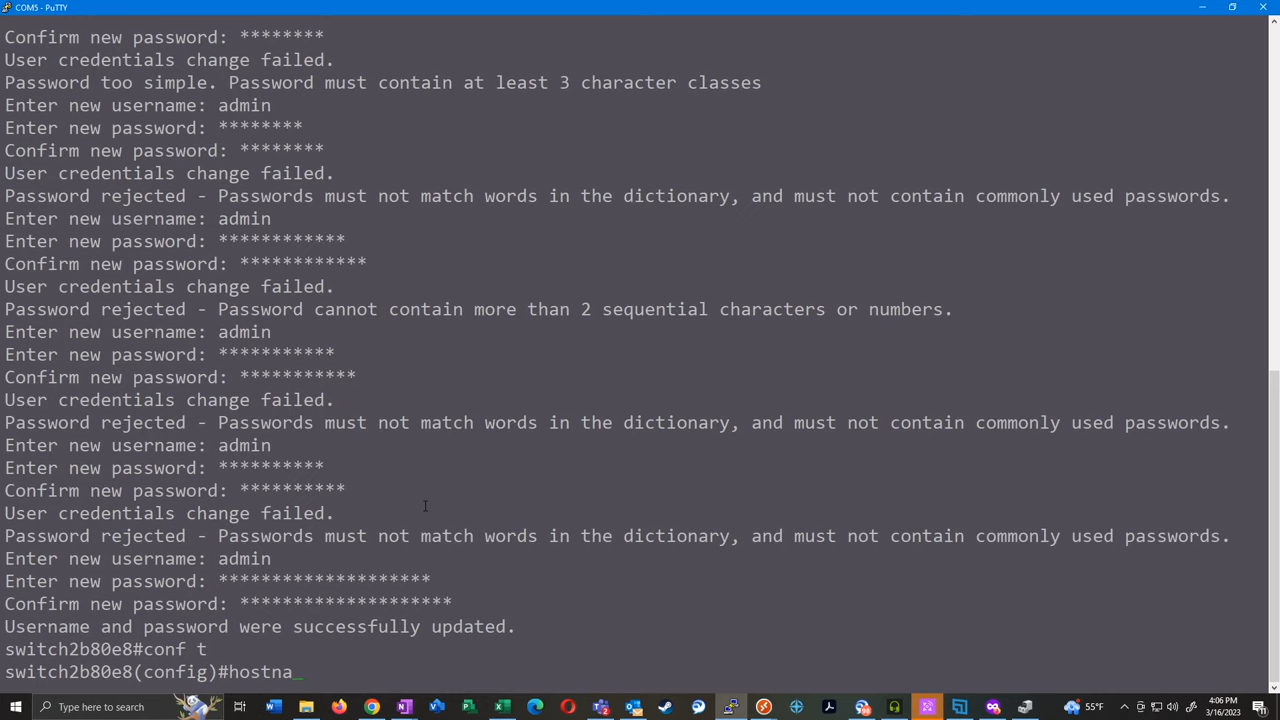 COM5 - PuTTY
Confirm new password: ********
User credentials change failed.
Password too simple. Password must contain at least 3 character classes
Enter new username: admin
Enter new password: ********
Confirm new password: ********
User credentials change failed.
Password rejected - Passwords must not match words in the dictionary, and must not contain commonly used passwords.
Enter new username: admin
Enter new password: ************
Confirm new password: ************
User credentials change failed.
Password rejected - Password cannot contain more than 2 sequential characters or numbers.
Enter new username: admin
Enter new password: ***********
Confirm new password: ***********
User credentials change failed.
Password rejected - Passwords must not match words in the dictionary, and must not contain commonly used passwords.
Enter new username: admin
Enter new password: **********
Confirm new password: **********
User credentials change failed.
Password rejected - Passwords must not match words in the dictionary, and must not contain commonly used passwords.
Enter new username: admin
Enter new password: ********************
Confirm new password: ********************
Username and password were successfully updated.
switch2b80e8#conf t
switch2b80e8(config)#hostna_
Type here to search
55°F
4:06 PM
3/16/2023